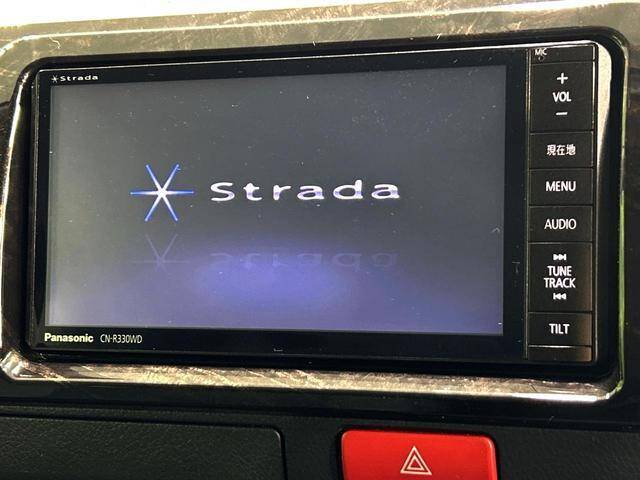 Strada
MIC
+
VOL
−
Strada
現在地
MENU
AUDIO
TUNE
TRACK
TILT
Panasonic CN-R330WD